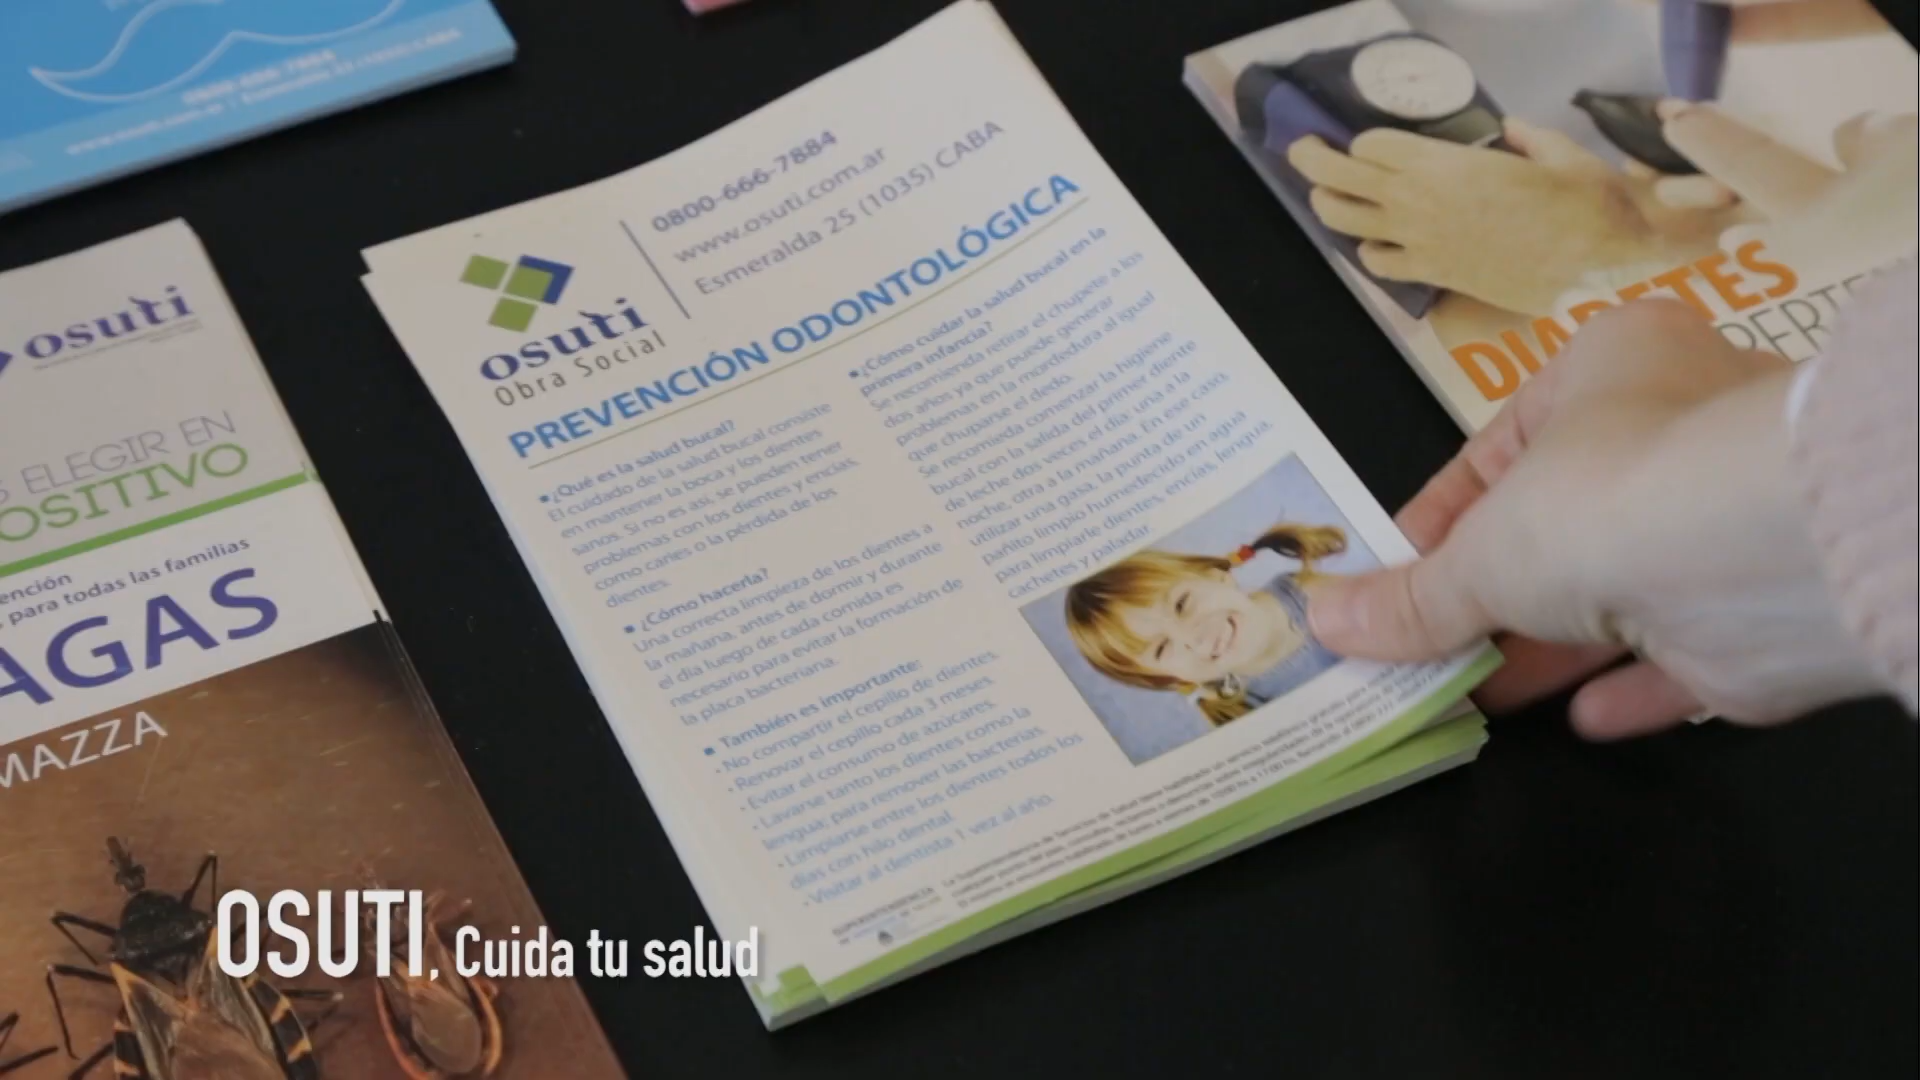 osuti
S ELEGIR EN
OSITIVO
ención
para todas las familias
AGAS
MAZZA
osuti
Obra Social
0800-666-7884
www.osuti.com.ar
Esmeralda 25 (1035) CABA
PREVENCIÓN ODONTOLÓGICA
▪ ¿Qué es la salud bucal?
El cuidado de la salud bucal consiste
en mantener la boca y los dientes
sanos. Si no es así, se pueden tener
problemas con los dientes y encías,
como caries o la pérdida de los
dientes.
▪ ¿Cómo hacerla?
Una correcta limpieza de los dientes a
la mañana, antes de dormir y durante
el día luego de cada comida es
necesario para evitar la formación de
la placa bacteriana.
▪ También es importante:
- No compartir el cepillo de dientes.
- Renovar el cepillo cada 3 meses.
- Evitar el consumo de azúcares.
- Lavarse tanto los dientes como la
lengua; para remover las bacterias.
- Limpiarse entre los dientes todos los
días con hilo dental.
- Visitar al dentista 1 vez al año.
▪ ¿Cómo cuidar la salud bucal en la
primera infancia?
Se recomienda retirar el chupete a los
dos años ya que puede generar
problemas en la mordedura al igual
que chuparse el dedo.
Se recomieda comenzar la higiene
bucal con la salida del primer diente
de leche dos veces el día: una a la
noche, otra a la mañana. En ese caso,
utilizar una gasa, la punta de un
pañito limpio humedecido en agua
para limpiarle dientes, encías, lengua,
cachetes y paladar.
SUPERINTENDENCIA
DIABETES
OSUTI, Cuida tu salud